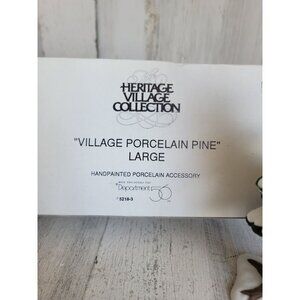 HERITAGE
VILLAGE
COLLECTION
"VILLAGE PORCELAIN PINE"
LARGE
HANDPAINTED PORCELAIN ACCESSORY
Department 56
5218-3